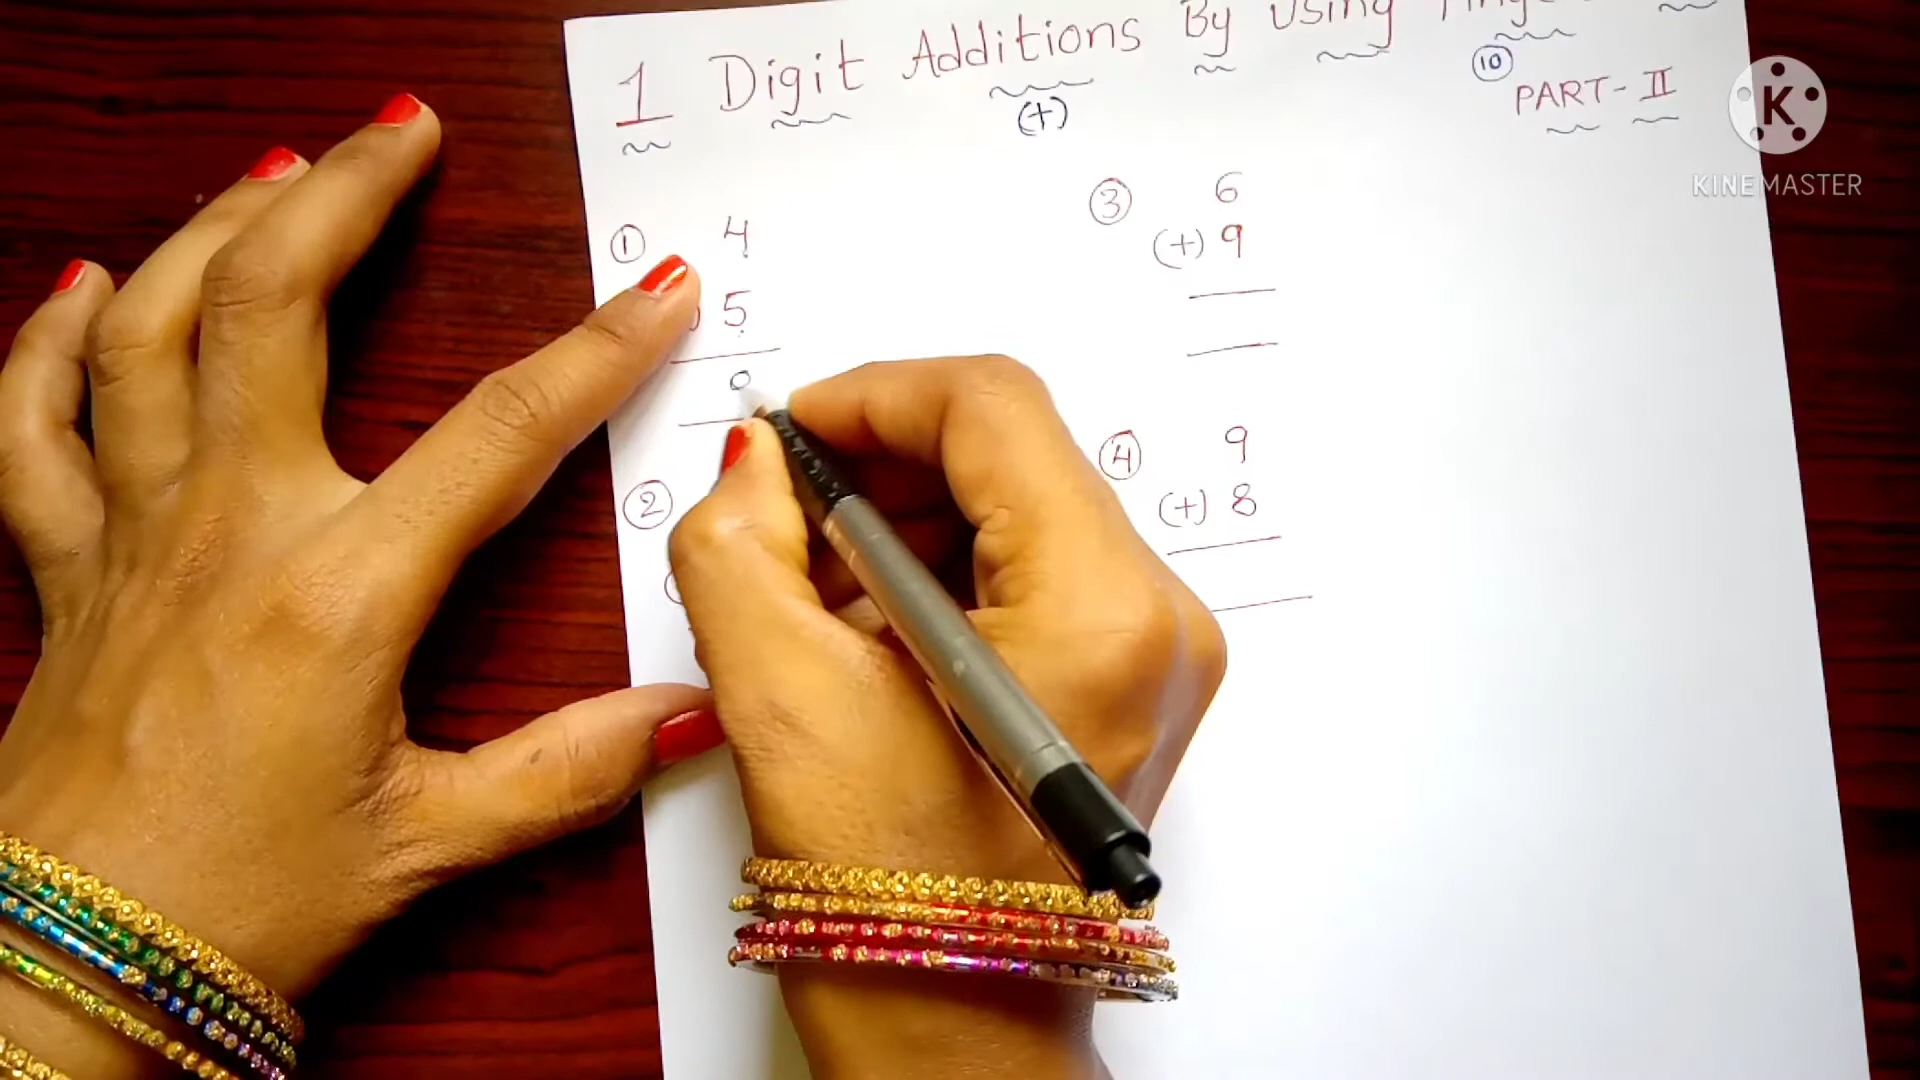 1 Digit Additions By Using
(+)
10
PART-II
K
KINEMASTER
1 4
5
3 6
(+) 9
2
4 9
(+) 8